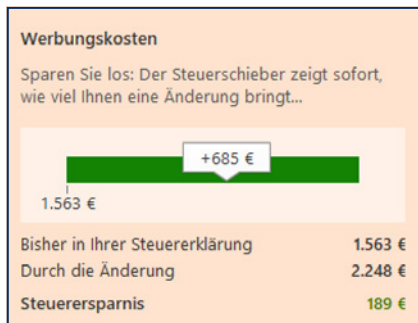 Werbungskosten
Sparen Sie los: Der Steuerschieber zeigt sofort,
wie viel Ihnen eine Änderung bringt...
+685 €
1.563 €
Bisher in Ihrer Steuererklärung 1.563 €
Durch die Änderung 2.248 €
Steuerersparnis 189 €